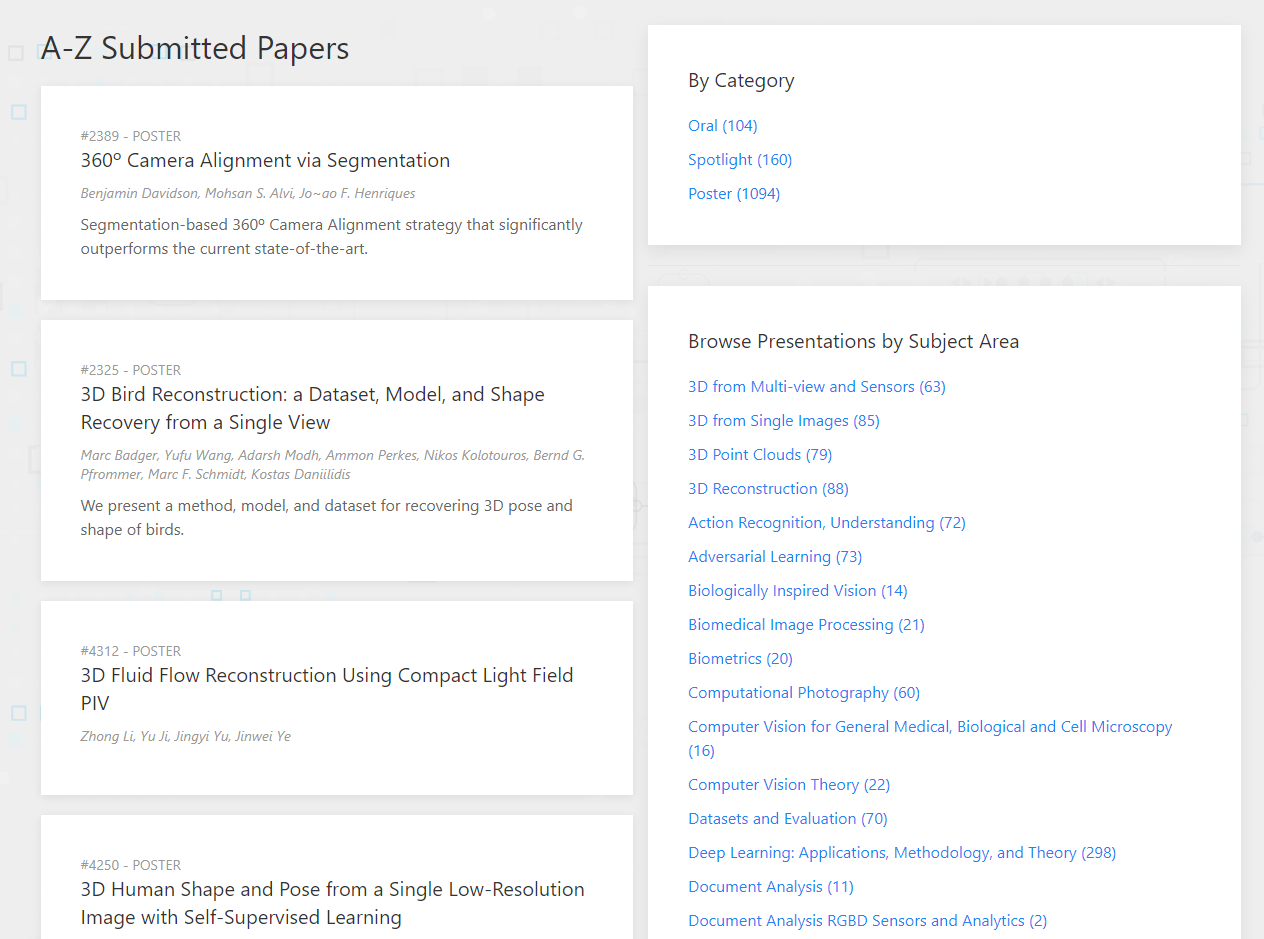 A-Z Submitted Papers
#2389 - POSTER
360º Camera Alignment via Segmentation
Benjamin Davidson, Mohsan S. Alvi, Jo~ao F. Henriques
Segmentation-based 360º Camera Alignment strategy that significantly
outperforms the current state-of-the-art.
#2325 - POSTER
3D Bird Reconstruction: a Dataset, Model, and Shape
Recovery from a Single View
Marc Badger, Yufu Wang, Adarsh Modh, Ammon Perkes, Nikos Kolotouros, Bernd G.
Pfrommer, Marc F. Schmidt, Kostas Daniilidis
We present a method, model, and dataset for recovering 3D pose and
shape of birds.
#4312 - POSTER
3D Fluid Flow Reconstruction Using Compact Light Field
PIV
Zhong Li, Yu Ji, Jingyi Yu, Jinwei Ye
#4250 - POSTER
3D Human Shape and Pose from a Single Low-Resolution
Image with Self-Supervised Learning
By Category
Oral (104)
Spotlight (160)
Poster (1094)
Browse Presentations by Subject Area
3D from Multi-view and Sensors (63)
3D from Single Images (85)
3D Point Clouds (79)
3D Reconstruction (88)
Action Recognition, Understanding (72)
Adversarial Learning (73)
Biologically Inspired Vision (14)
Biomedical Image Processing (21)
Biometrics (20)
Computational Photography (60)
Computer Vision for General Medical, Biological and Cell Microscopy
(16)
Computer Vision Theory (22)
Datasets and Evaluation (70)
Deep Learning: Applications, Methodology, and Theory (298)
Document Analysis (11)
Document Analysis RGBD Sensors and Analytics (2)